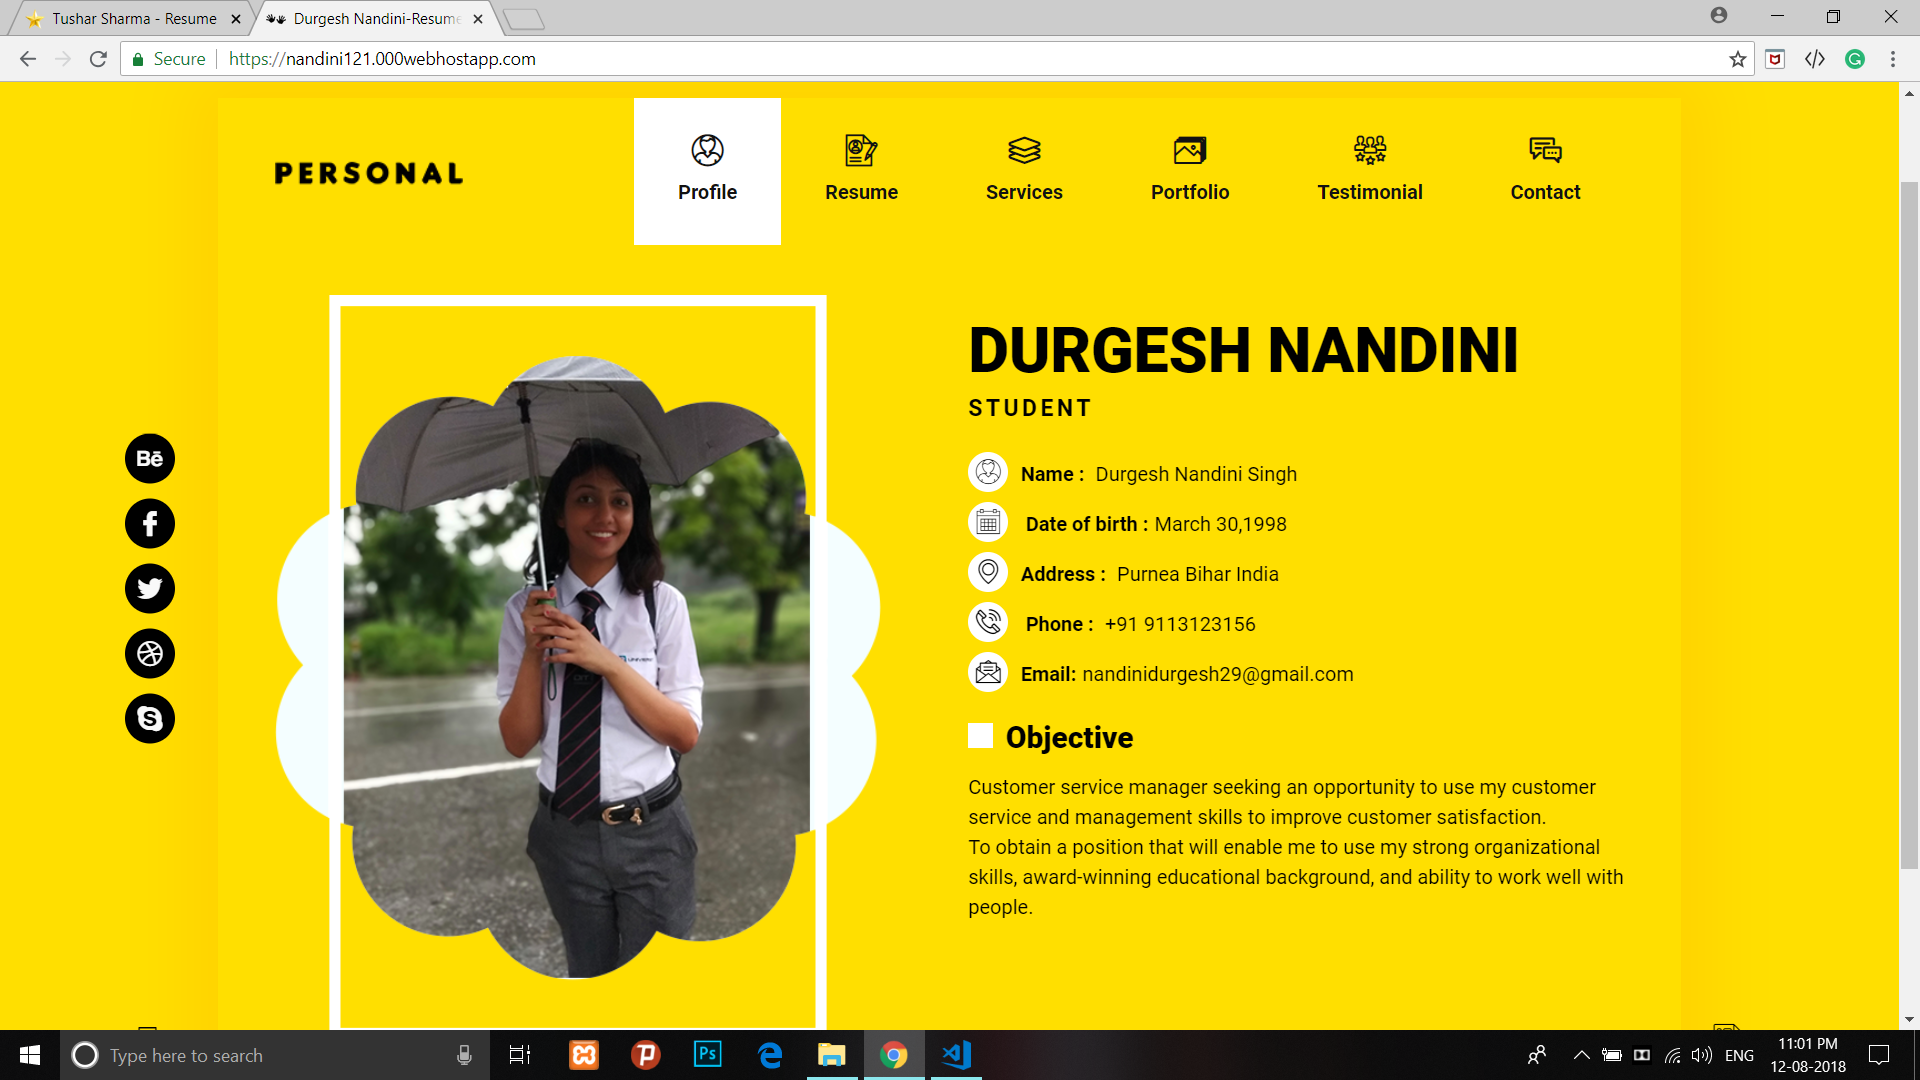 Tushar Sharma - Resume
Durgesh Nandini-Resume
Secure
https://nandini121.000webhostapp.com
PERSONAL
Profile
Resume
Services
Portfolio
Testimonial
Contact
Bē
DURGESH NANDINI
STUDENT
Name : Durgesh Nandini Singh
Date of birth : March 30,1998
Address : Purnea Bihar India
Phone : +91 9113123156
Email: nandinidurgesh29@gmail.com
Objective
Customer service manager seeking an opportunity to use my customer
service and management skills to improve customer satisfaction.
To obtain a position that will enable me to use my strong organizational
skills, award-winning educational background, and ability to work well with
people.
Type here to search
Ps
ENG
11:01 PM
12-08-2018